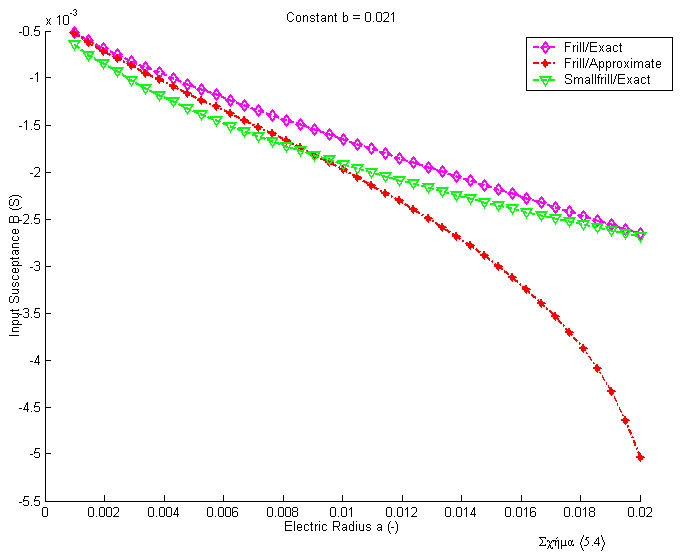 Constant b = 0.021
x 10⁻³
Frill/Exact
Frill/Approximate
Smallfrill/Exact
-0.5
-1
-1.5
-2
-2.5
-3
-3.5
-4
-4.5
-5
-5.5
Input Susceptance B (S)
0 0.002 0.004 0.006 0.008 0.01 0.012 0.014 0.016 0.018 0.02
Electric Radius a (-)
Σχήμα ⟨5.4⟩